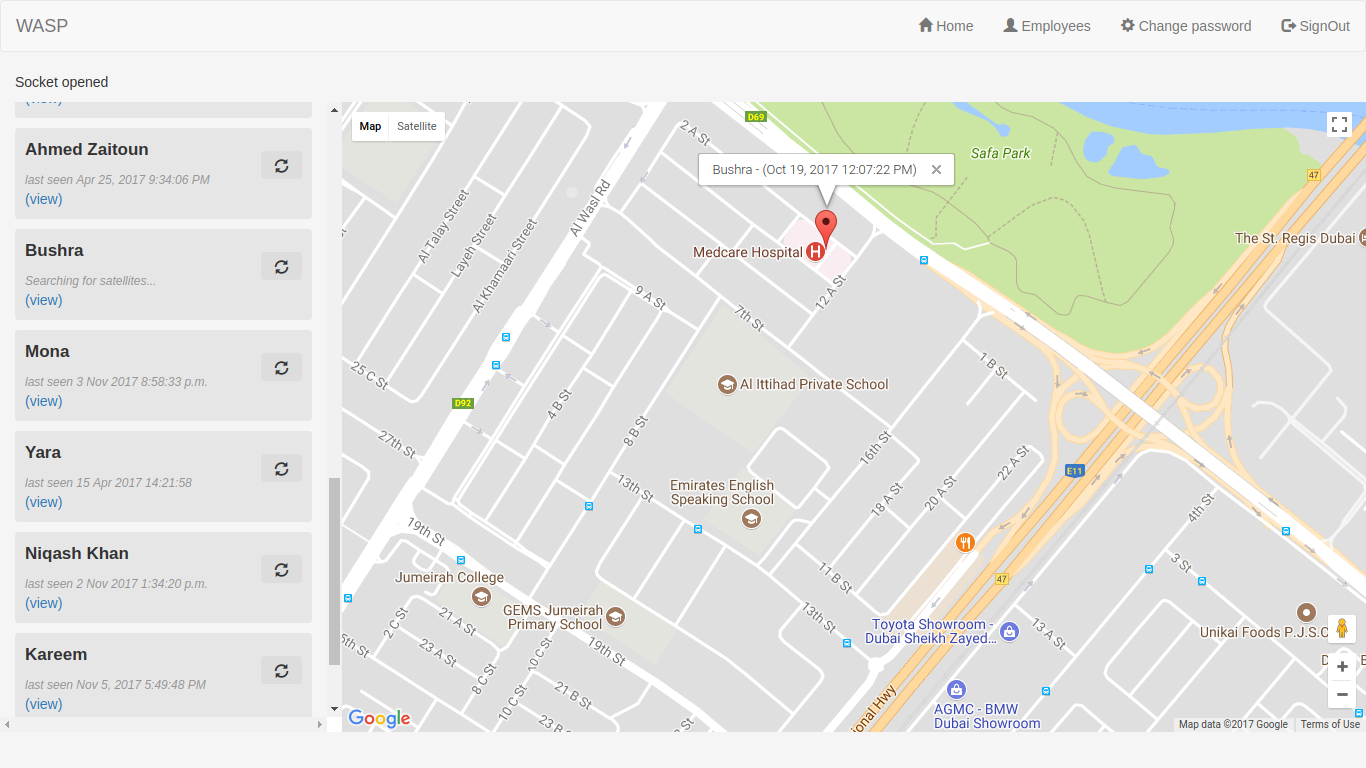 WASP
Home
Employees
Change password
SignOut
Socket opened
(view)
Ahmed Zaitoun
last seen Apr 25, 2017 9:34:06 PM
(view)
Bushra
Searching for satellites...
(view)
Mona
last seen 3 Nov 2017 8:58:33 p.m.
(view)
Yara
last seen 15 Apr 2017 14:21:58
(view)
Niqash Khan
last seen 2 Nov 2017 1:34:20 p.m.
(view)
Kareem
last seen Nov 5, 2017 5:49:48 PM
(view)
Map
Satellite
D69
2 A St
Safa Park
Bushra - (Oct 19, 2017 12:07:22 PM)
47
Al Wasl Rd
Al Talay Street
Layeh Street
Al Khamaari Street
Medcare Hospital
H
The St. Regis Dubai
12 A St
9 A St
7th St
1 B St
25 C St
Al Ittihad Private School
D92
4 B St
8 B St
27th St
16th St
22 A St
E11
13th St
Emirates English
Speaking School
18 A St
20 A St
4th St
19th St
3 St
Jumeirah College
11 B St
47
GEMS Jumeirah
Primary School
13th St
2 C St
21 A St
Toyota Showroom -
Dubai Sheikh Zayed...
13 A St
Unikai Foods P.J.S.C
23 A St
10 C St
19th St
8 C St
21 B St
10 C St
23 B
AGMC - BMW
Dubai Showroom
ional Hwy
Google
Map data ©2017 Google
Terms of Use